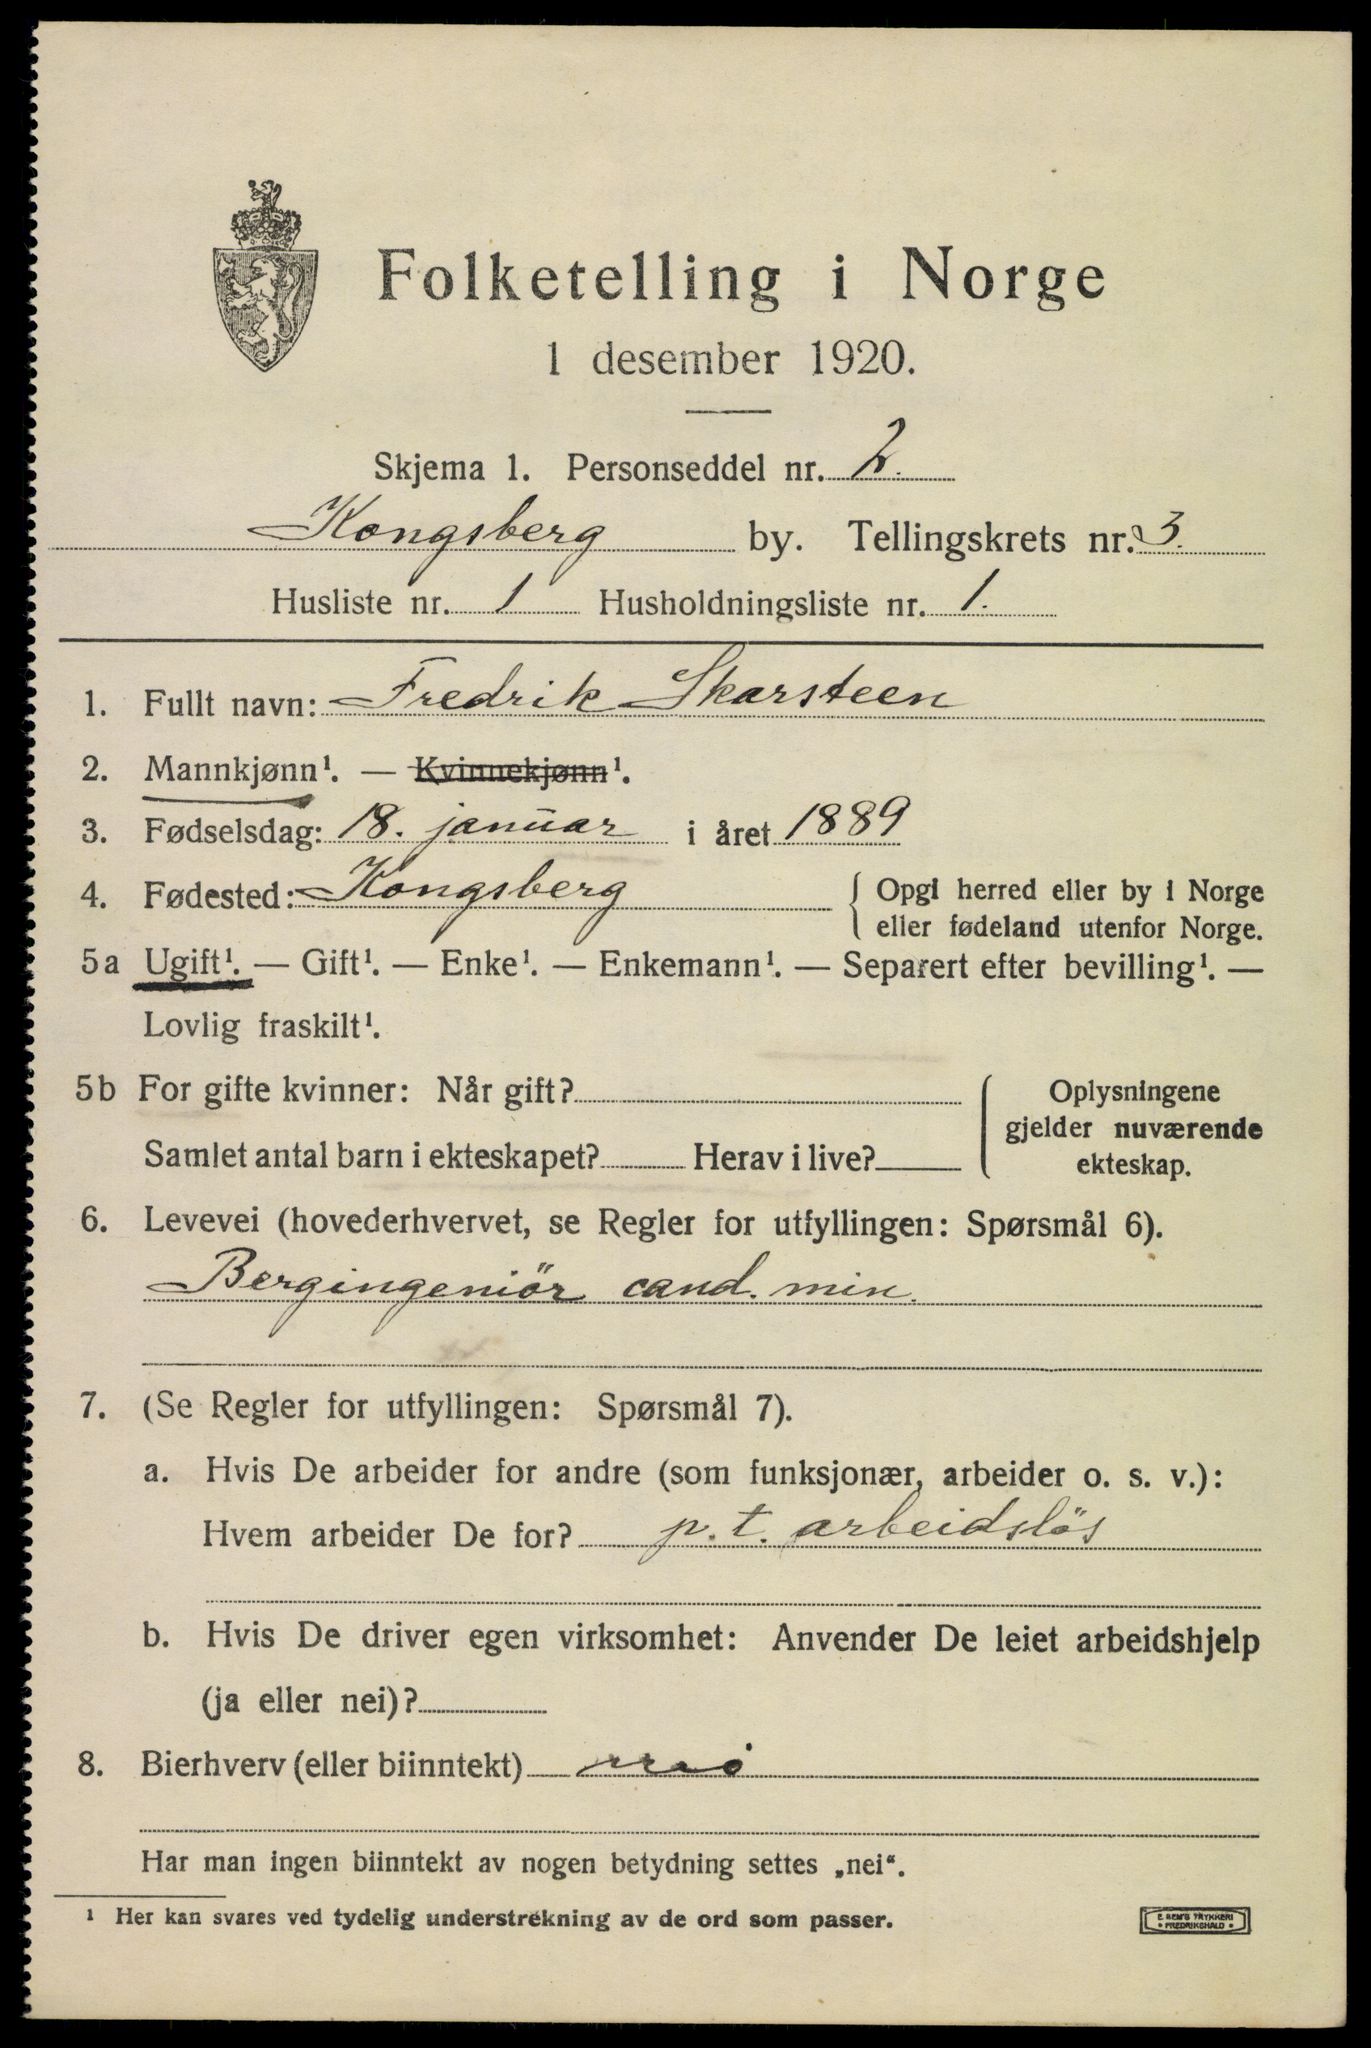 Folketelling i Norge
1 desember 1920.
Skjema 1. Personseddel nr. 2.
Kongsberg by. Tellingskrets nr. 3.
Husliste nr. 1 Husholdningsliste nr. 1.
1. Fullt navn: Fredrik Skarsteen
2. Mannkjønn¹. — Kvinnekjønn¹.
3. Fødselsdag: 18. januar i året 1889
4. Fødested: Kongsberg { Opgi herred eller by i Norge
eller fødeland utenfor Norge.
5a Ugift¹. — Gift¹. — Enke¹. — Enkemann¹. — Separert efter bevilling¹. —
Lovlig fraskilt¹.
5b For gifte kvinner: Når gift?
Samlet antal barn i ekteskapet? Herav i live?
{ Oplysningene
gjelder nuværende
ekteskap.
6. Levevei (hovederhvervet, se Regler for utfyllingen: Spørsmål 6).
Bergingeniör cand. min.
7. (Se Regler for utfyllingen: Spørsmål 7).
a. Hvis De arbeider for andre (som funksjonær, arbeider o. s. v.):
Hvem arbeider De for? p. t. arbeidsløs
b. Hvis De driver egen virksomhet: Anvender De leiet arbeidshjelp
(ja eller nei)?
8. Bierhverv (eller biinntekt)
Har man ingen biinntekt av nogen betydning settes „nei“.
¹ Her kan svares ved tydelig understrekning av de ord som passer.
E SEM'S TRYKKERI
• FREDRIKSHALD •